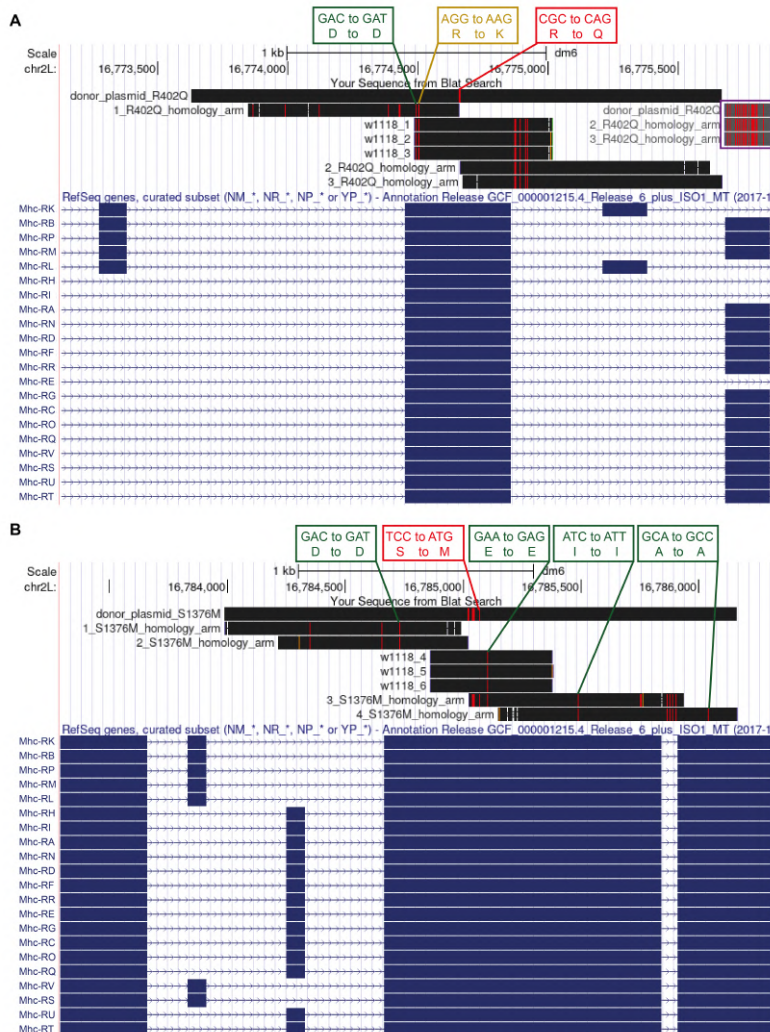 A
GAC to GAT
D to D
AGG to AAG
R to K
CGC to CAG
R to Q
Scale
1 kb
dm6
chr2L:
16,773,500
16,774,000
16,774,500
16,775,000
16,775,500
Your Sequence from Blat Search
donor_plasmid_R402Q
1_R402Q_homology_arm
donor_plasmid_R402Q
w1118_1
2_R402Q_homology_arm
w1118_2
3_R402Q_homology_arm
w1118_3
2_R402Q_homology_arm
3_R402Q_homology_arm
RefSeq genes, curated subset (NM_*, NR_*, NP_* or YP_*) - Annotation Release GCF_000001215.4_Release_6_plus_ISO1_MT (2017-1
Mhc-RK
Mhc-RB
Mhc-RP
Mhc-RM
Mhc-RL
Mhc-RH
Mhc-RI
Mhc-RA
Mhc-RN
Mhc-RD
Mhc-RF
Mhc-RR
Mhc-RE
Mhc-RG
Mhc-RC
Mhc-RO
Mhc-RQ
Mhc-RV
Mhc-RS
Mhc-RU
Mhc-RT
B
GAC to GAT
D to D
TCC to ATG
S to M
GAA to GAG
E to E
ATC to ATT
I to I
GCA to GCC
A to A
Scale
1 kb
dm6
chr2L:
16,784,000
16,784,500
16,785,000
16,785,500
16,786,000
Your Sequence from Blat Search
donor_plasmid_S1376M
1_S1376M_homology_arm
2_S1376M_homology_arm
w1118_4
w1118_5
w1118_6
3_S1376M_homology_arm
4_S1376M_homology_arm
RefSeq genes, curated subset (NM_*, NR_*, NP_* or YP_*) - Annotation Release GCF_000001215.4_Release_6_plus_ISO1_MT (2017-1
Mhc-RK
Mhc-RB
Mhc-RP
Mhc-RM
Mhc-RL
Mhc-RH
Mhc-RI
Mhc-RA
Mhc-RN
Mhc-RD
Mhc-RF
Mhc-RR
Mhc-RE
Mhc-RG
Mhc-RC
Mhc-RO
Mhc-RQ
Mhc-RV
Mhc-RS
Mhc-RU
Mhc-RT